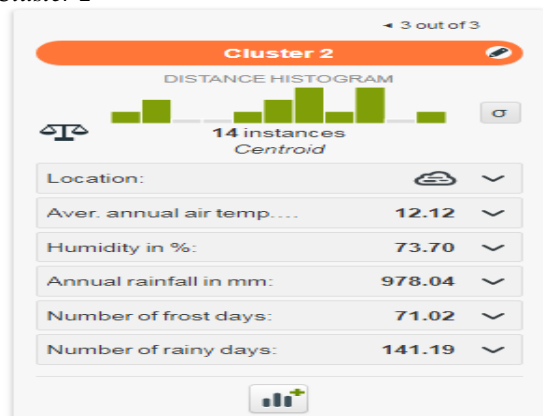 Cluster 2
◄ 3 out of 3
Cluster 2
DISTANCE HISTOGRAM
σ
14 instances
Centroid
Location:
Aver. annual air temp.... 12.12
Humidity in %: 73.70
Annual rainfall in mm: 978.04
Number of frost days: 71.02
Number of rainy days: 141.19